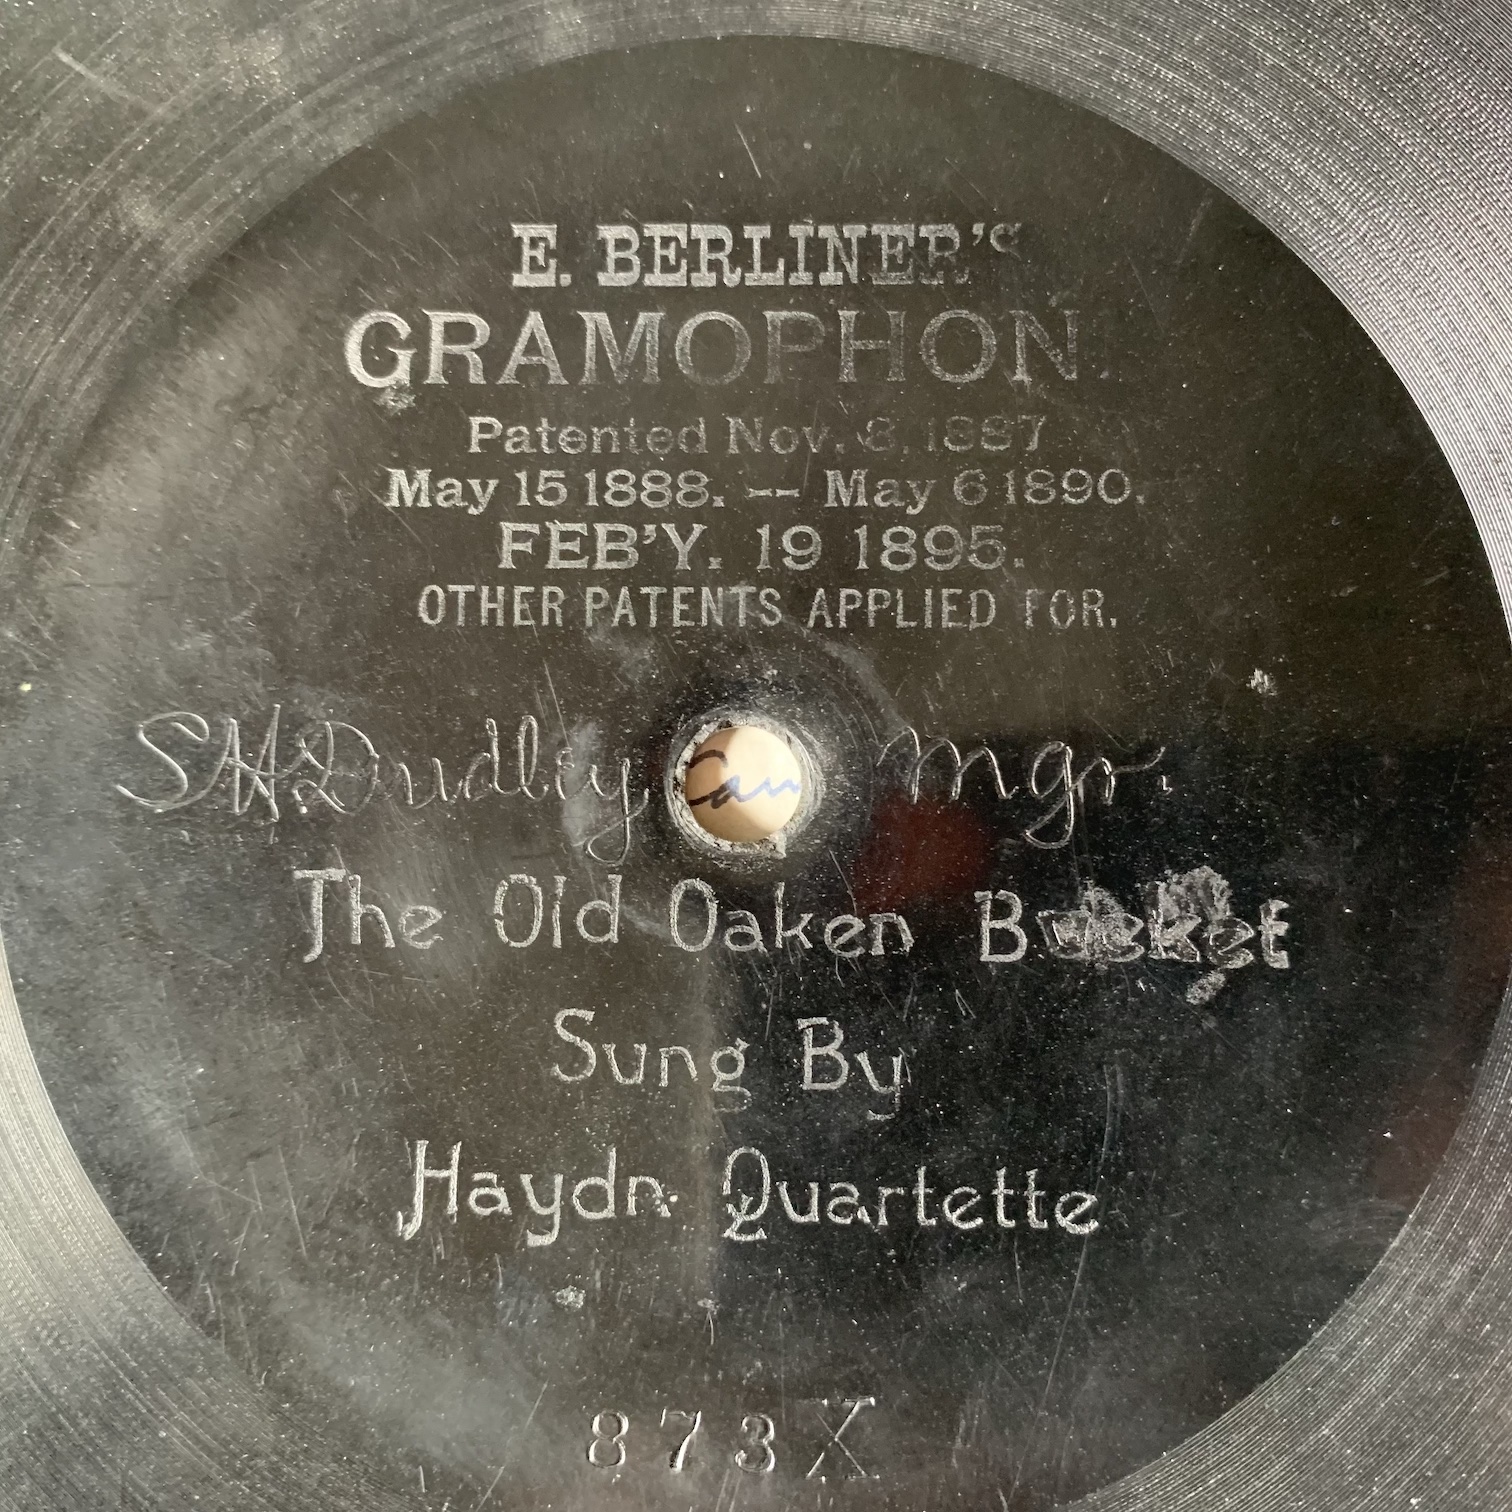 E. BERLINER'S
GRAMOPHON.
Patented Nov. 8, 1887
May 15 1888. -- May 6 1890.
FEB'Y. 19 1895.
OTHER PATENTS APPLIED FOR.
S.H. Dudley Mgr.
The Old Oaken Bucket
Sung By
Haydn Quartette
873X